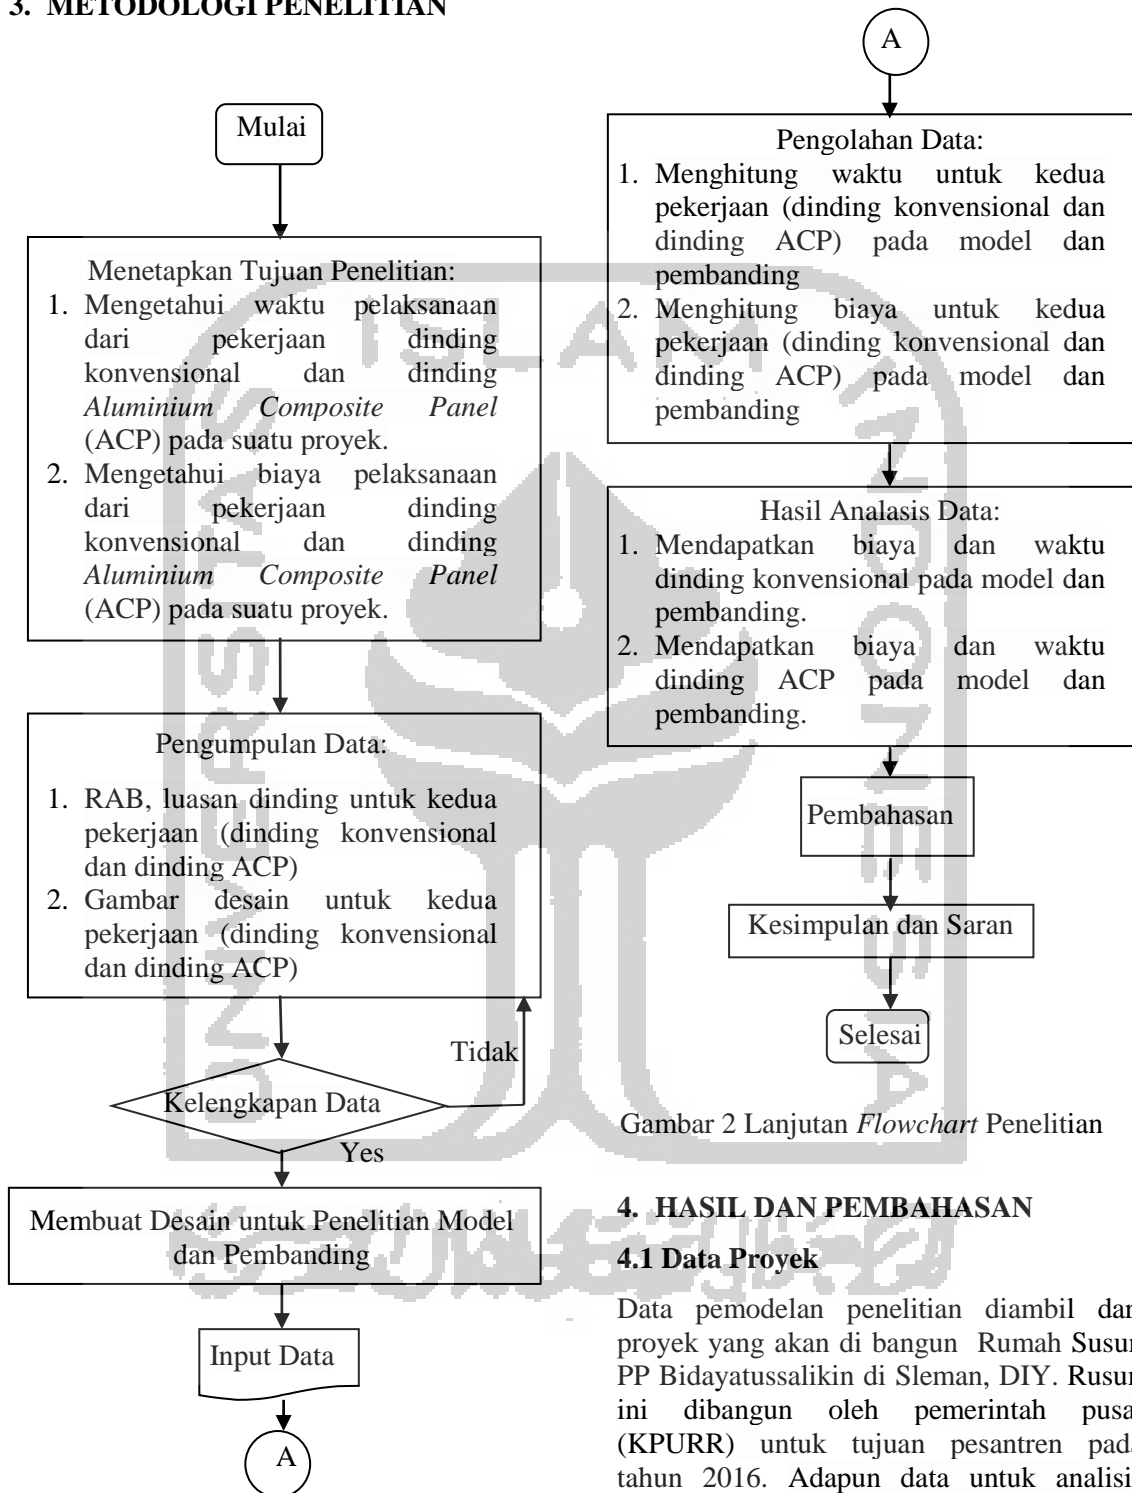 3. METODOLOGI PENELITIAN
Mulai
Menetapkan Tujuan Penelitian:
1. Mengetahui waktu pelaksanaan
dari pekerjaan dinding
konvensional dan dinding
Aluminium Composite Panel
(ACP) pada suatu proyek.
2. Mengetahui biaya pelaksanaan
dari pekerjaan dinding
konvensional dan dinding
Aluminium Composite Panel
(ACP) pada suatu proyek.
Pengumpulan Data:
1. RAB, luasan dinding untuk kedua
pekerjaan (dinding konvensional
dan dinding ACP)
2. Gambar desain untuk kedua
pekerjaan (dinding konvensional
dan dinding ACP)
Tidak
Kelengkapan Data
Yes
Membuat Desain untuk Penelitian Model
dan Pembanding
Input Data
A
A
Pengolahan Data:
1. Menghitung waktu untuk kedua
pekerjaan (dinding konvensional dan
dinding ACP) pada model dan
pembanding
2. Menghitung biaya untuk kedua
pekerjaan (dinding konvensional dan
dinding ACP) pada model dan
pembanding
Hasil Analasis Data:
1. Mendapatkan biaya dan waktu
dinding konvensional pada model dan
pembanding.
2. Mendapatkan biaya dan waktu
dinding ACP pada model dan
pembanding.
Pembahasan
Kesimpulan dan Saran
Selesai
Gambar 2 Lanjutan Flowchart Penelitian
4. HASIL DAN PEMBAHASAN
4.1 Data Proyek
Data pemodelan penelitian diambil dar
proyek yang akan di bangun Rumah Susun
PP Bidayatussalikin di Sleman, DIY. Rusun
ini dibangun oleh pemerintah pusa
(KPURR) untuk tujuan pesantren pada
tahun 2016. Adapun data untuk analisi
UNIVERSITAS
ISLAM
INDONESIA